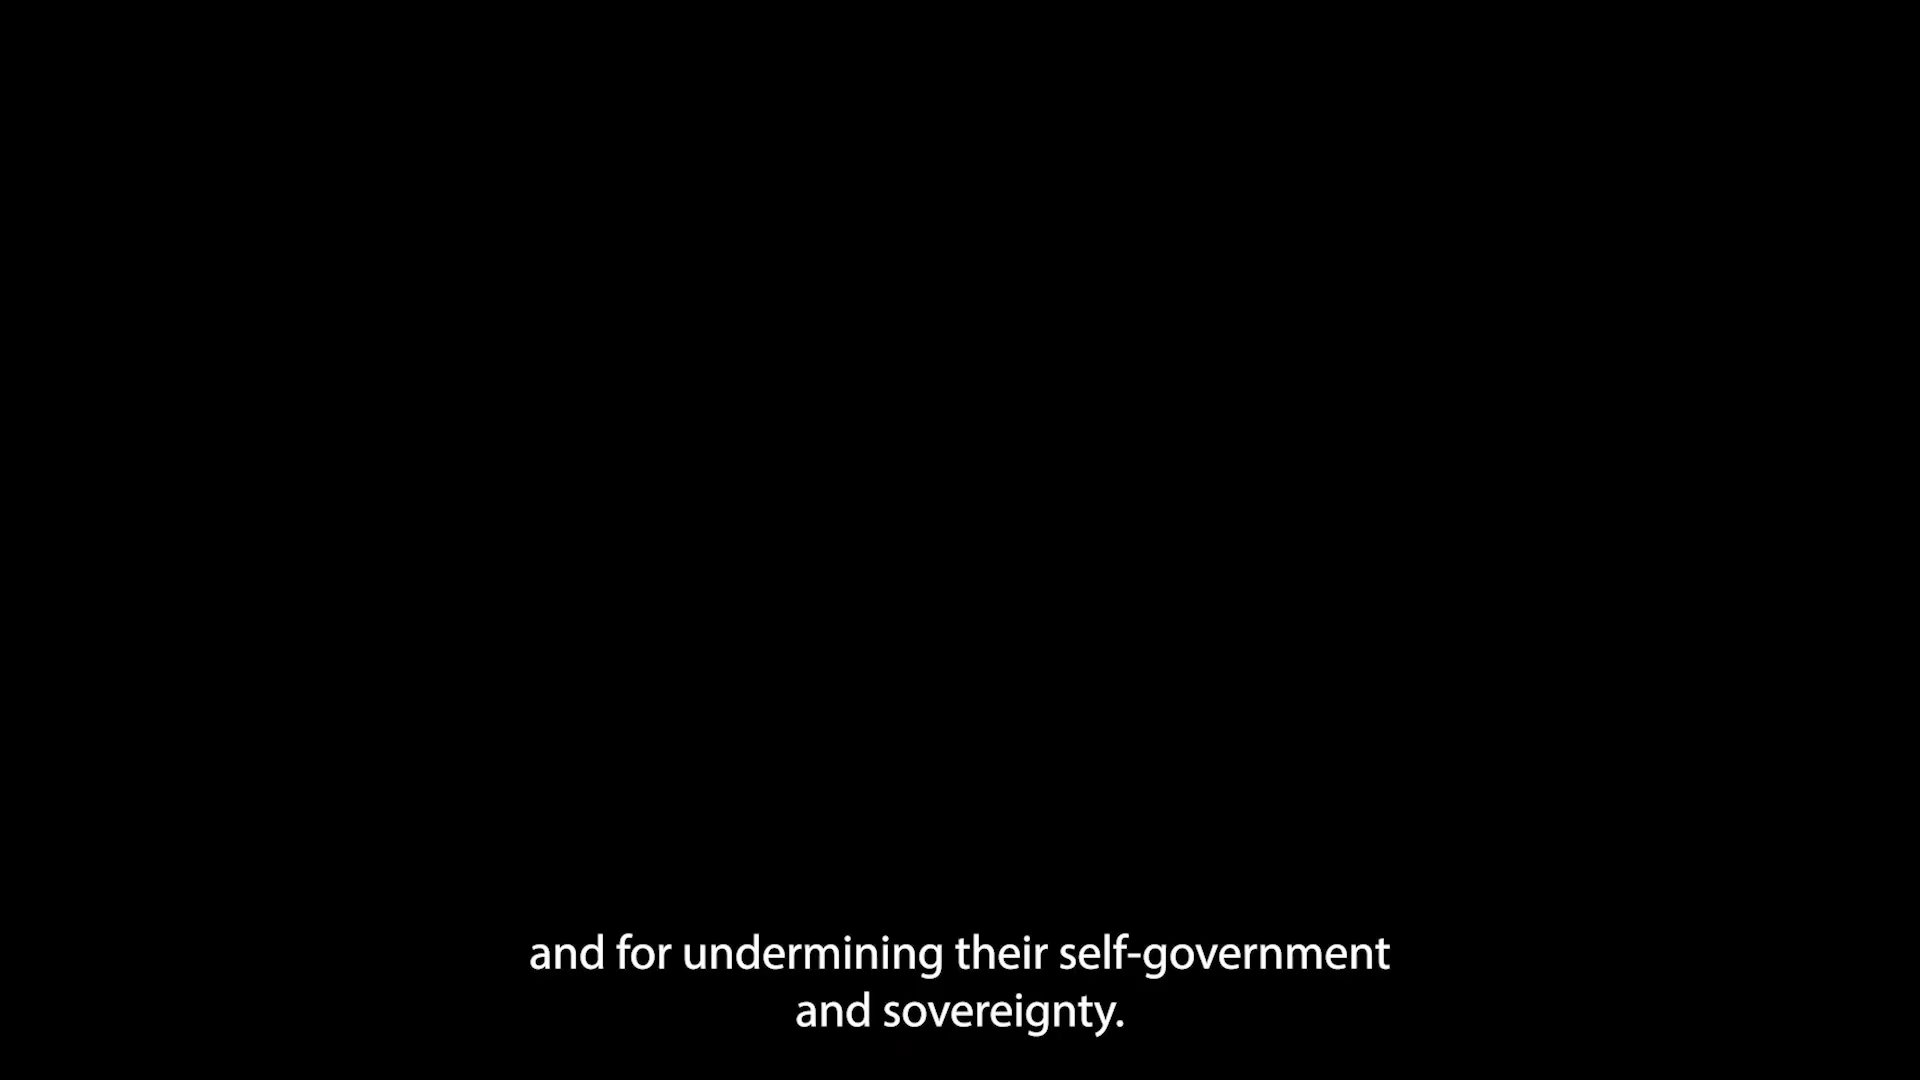 and for undermining their self-government
and sovereignty.